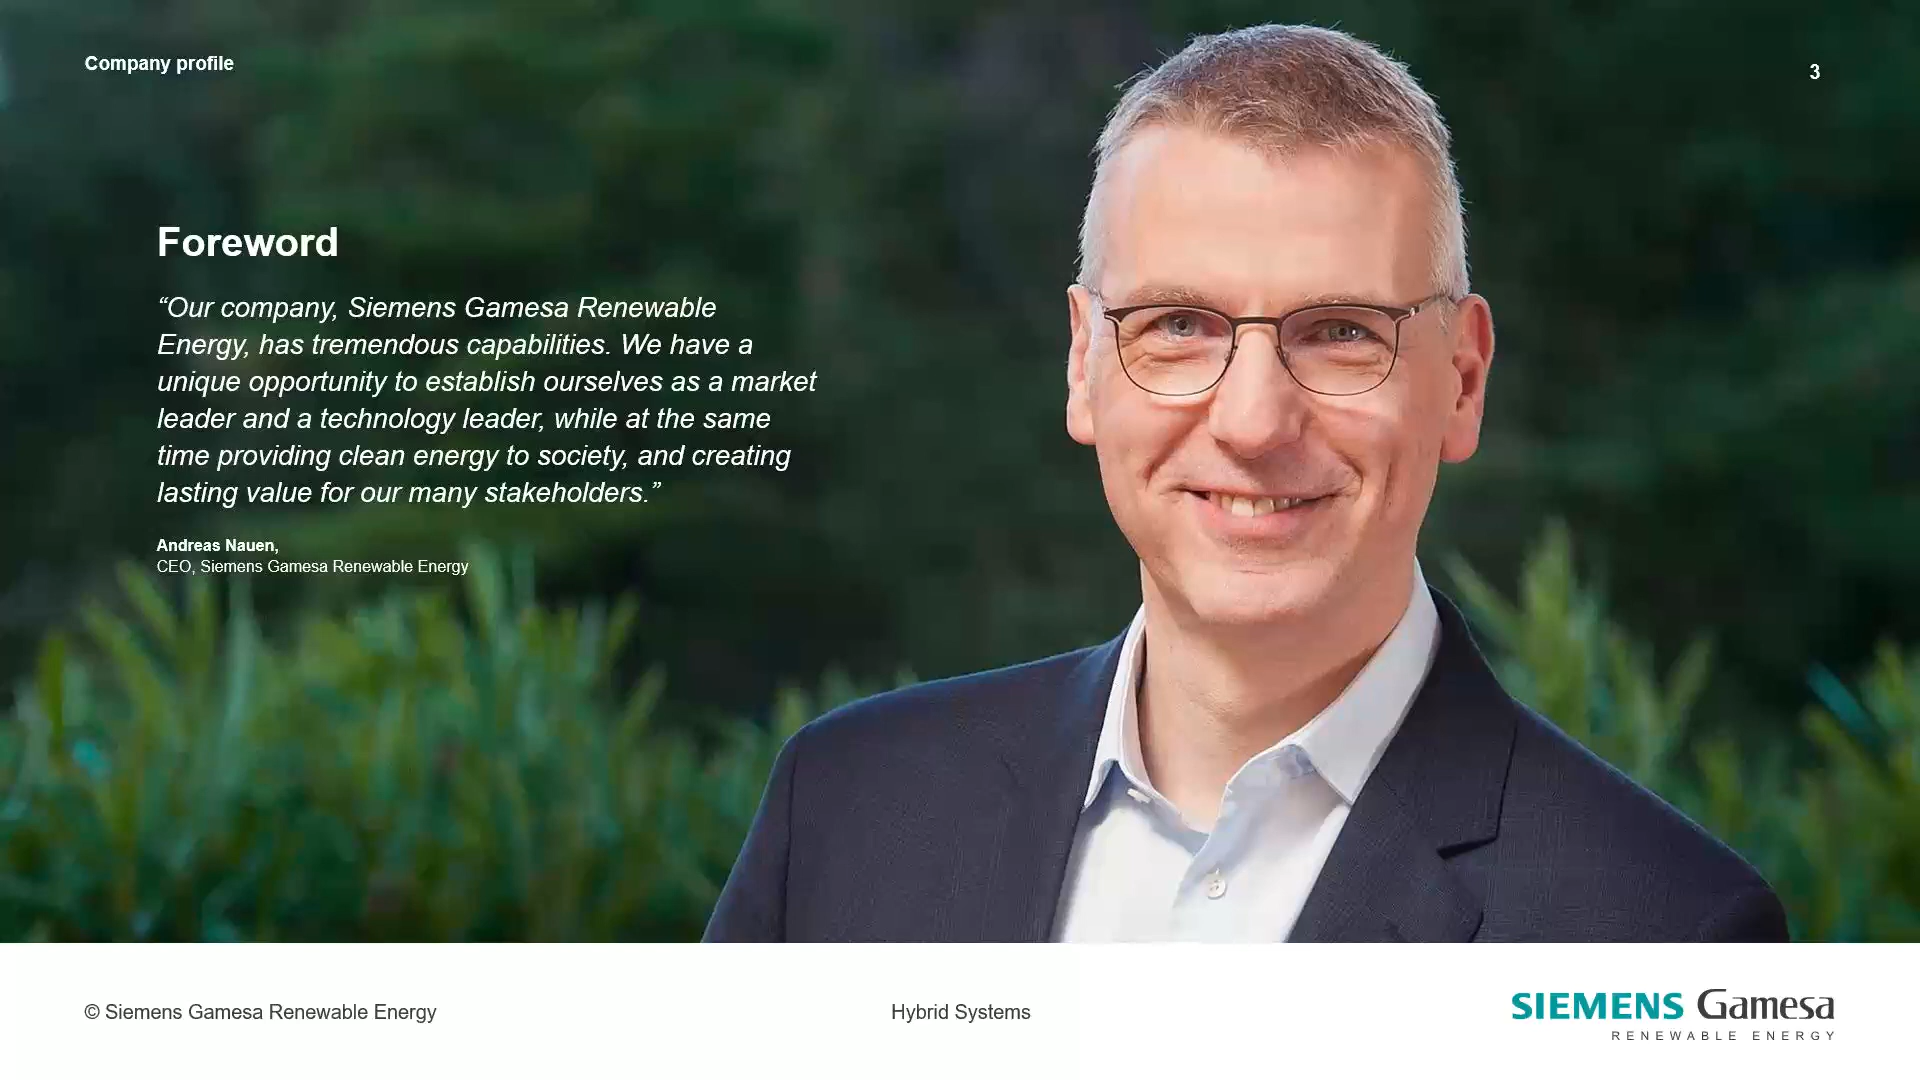 Company profile
3
Foreword
“Our company, Siemens Gamesa Renewable
Energy, has tremendous capabilities. We have a
unique opportunity to establish ourselves as a market
leader and a technology leader, while at the same
time providing clean energy to society, and creating
lasting value for our many stakeholders.”
Andreas Nauen,
CEO, Siemens Gamesa Renewable Energy
© Siemens Gamesa Renewable Energy
Hybrid Systems
SIEMENS Gamesa
RENEWABLE ENERGY